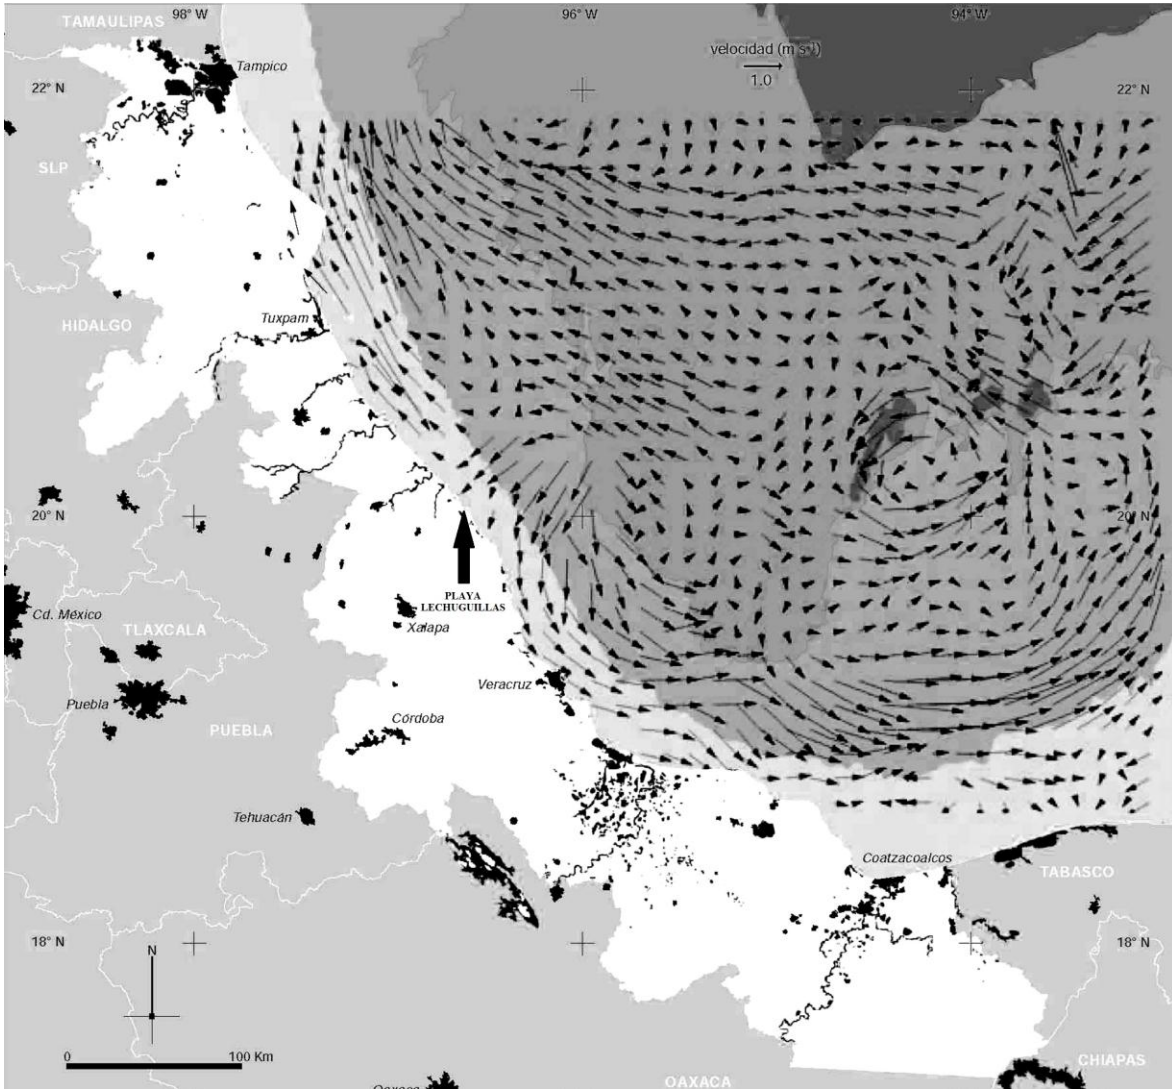 98° W
96° W
94° W
TAMAULIPAS
velocidad (m s⁻¹)
1.0
Tampico
22° N
22° N
SLP
HIDALGO
Tuxpam
20° N
20° N
PLAYA
LECHUGUILLAS
Cd. México
Xalapa
TLAXCALA
Veracruz
Puebla
Córdoba
PUEBLA
Tehuacán
Coatzacoalcos
TABASCO
18° N
18° N
N
0
100 Km
CHIAPAS
OAXACA